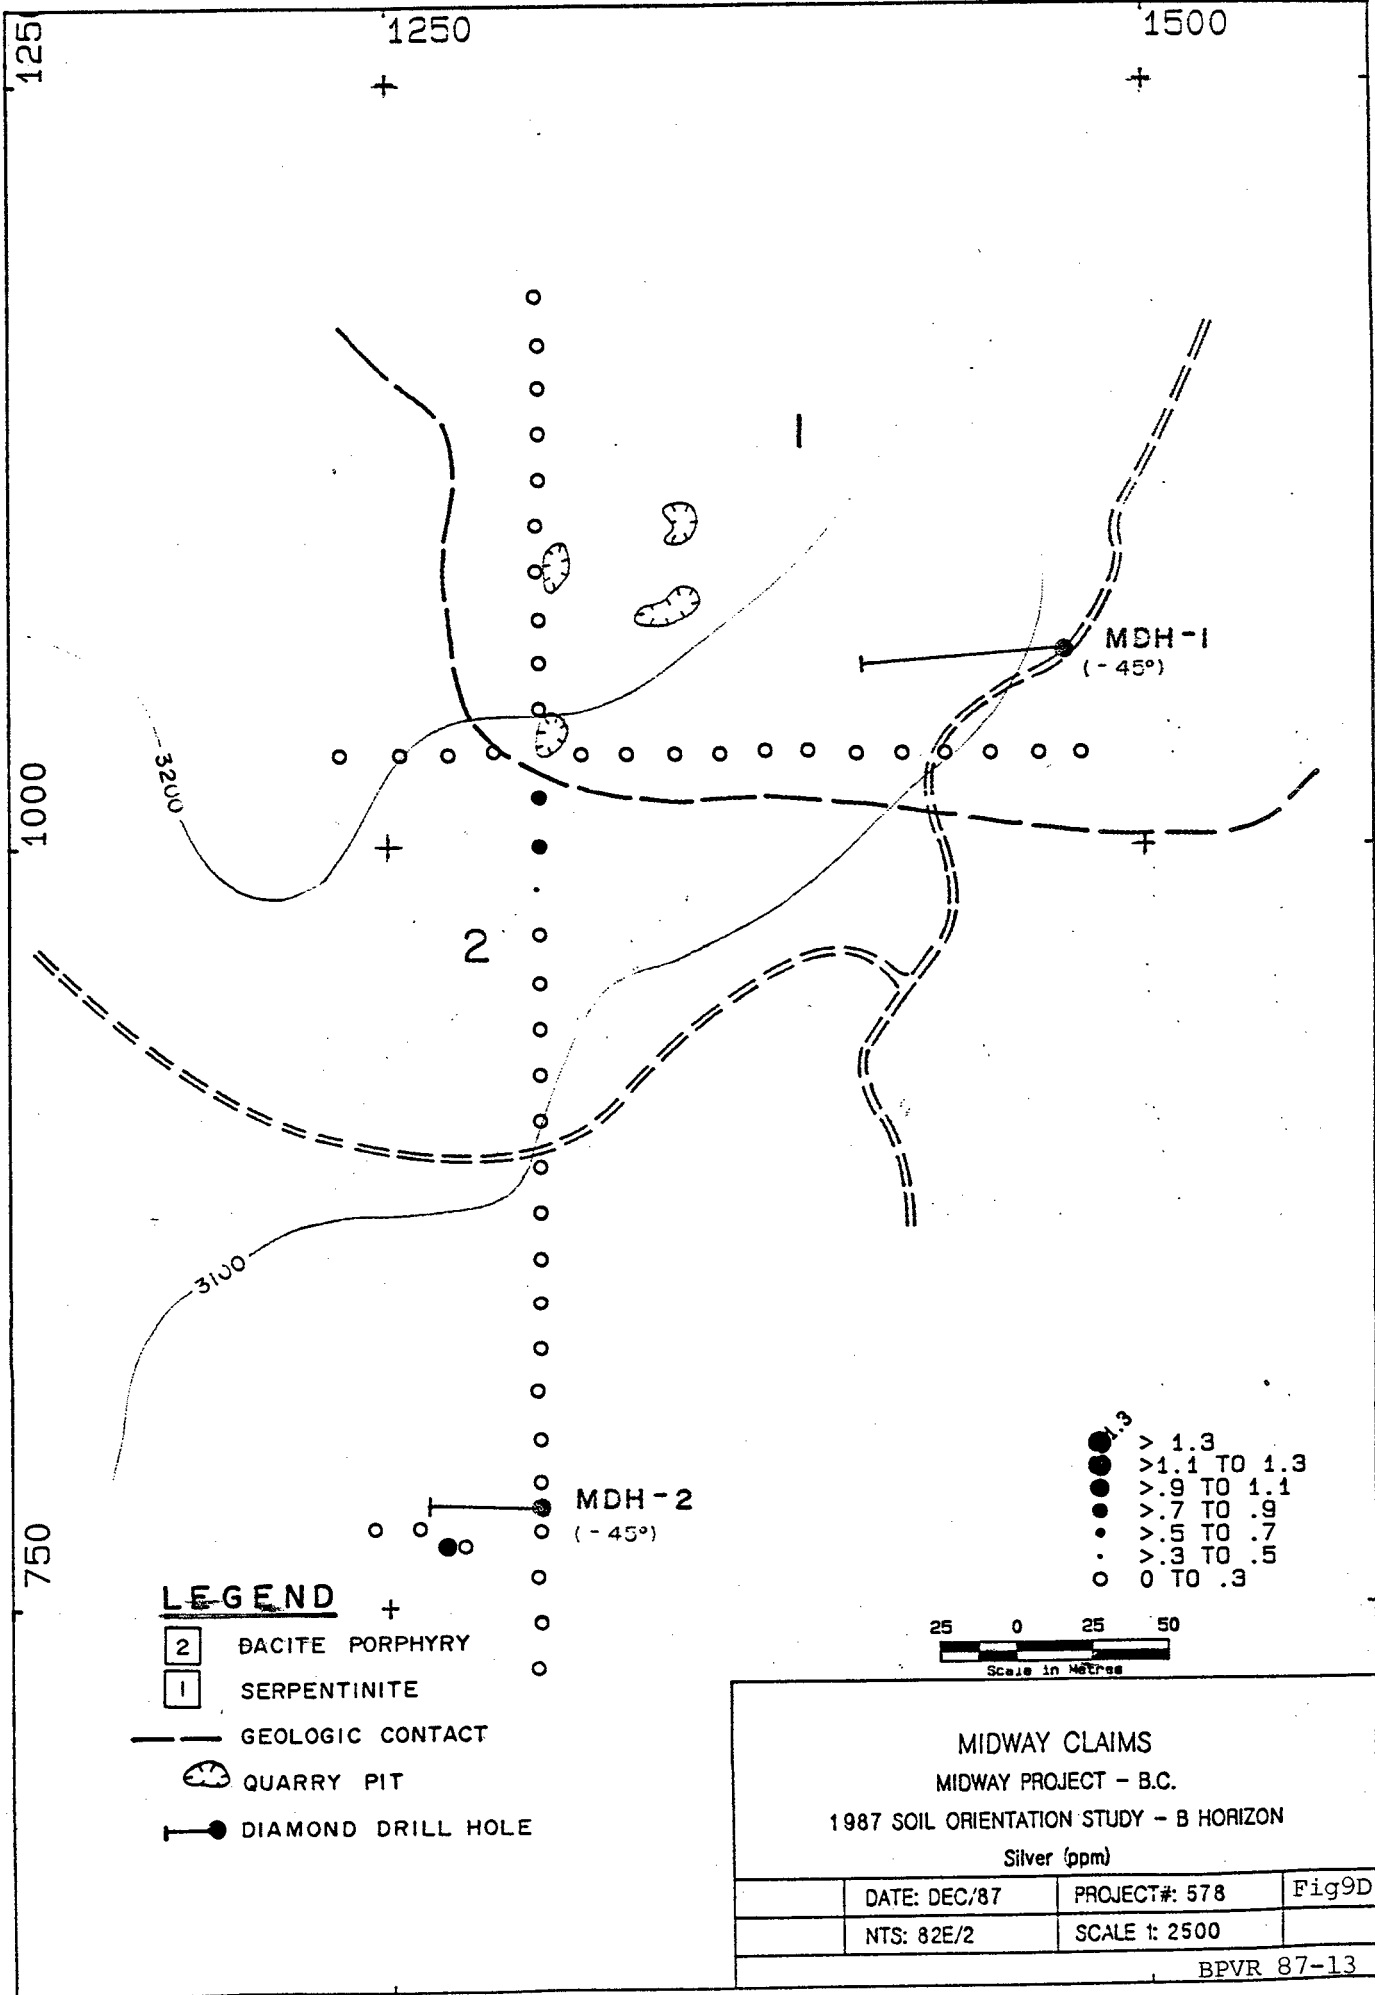 125
1250
1500
1
MDH-1
(-45°)
3200
1000
2
3100
MDH-2
(-45°)
750
1.3
> 1.3
>1.1 TO 1.3
>.9 TO 1.1
>.7 TO .9
>.5 TO .7
>.3 TO .5
0 TO .3
25 0 25 50
Scale in Metres
LEGEND
2 DACITE PORPHYRY
1 SERPENTINITE
GEOLOGIC CONTACT
QUARRY PIT
DIAMOND DRILL HOLE
MIDWAY CLAIMS
MIDWAY PROJECT - B.C.
1987 SOIL ORIENTATION STUDY - B HORIZON
Silver (ppm)
DATE: DEC/87 PROJECT#: 578 Fig9D
NTS: 82E/2 SCALE 1: 2500
BPVR 87-13